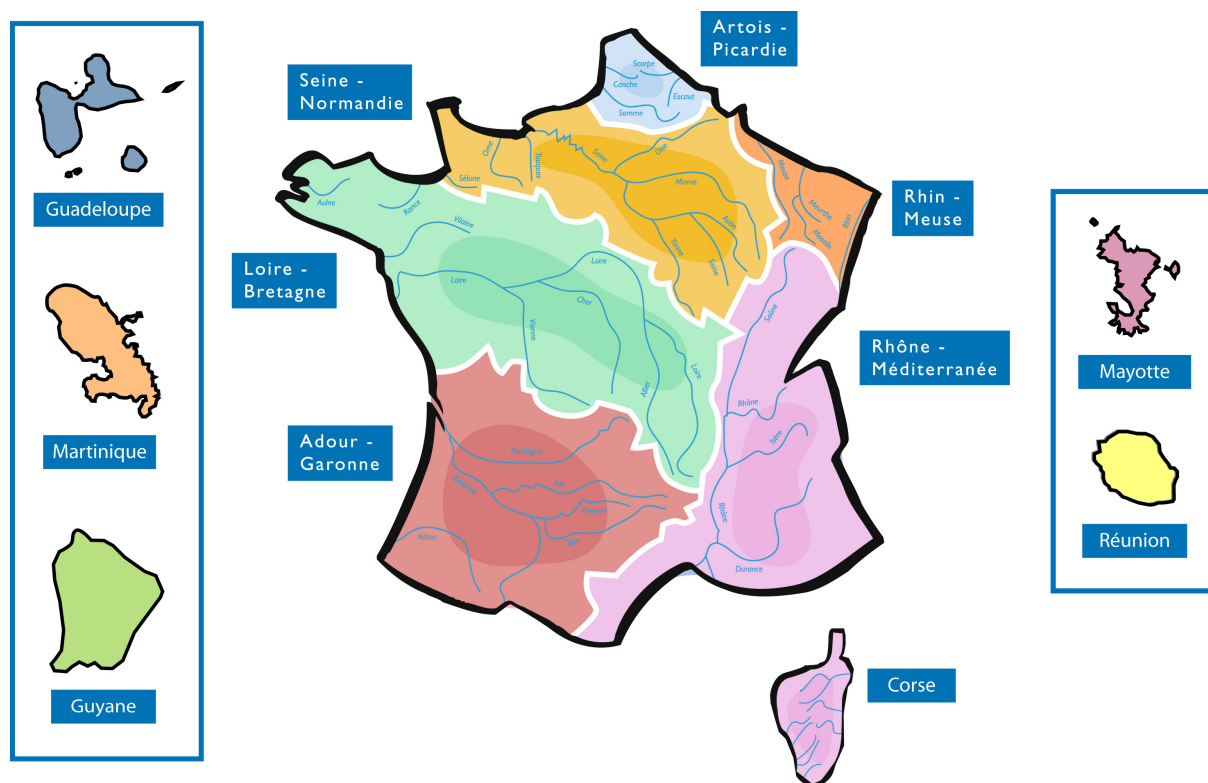 Guadeloupe
Martinique
Guyane
Artois -
Picardie
Seine -
Normandie
Rhin -
Meuse
Loire -
Bretagne
Rhône -
Méditerranée
Adour -
Garonne
Corse
Mayotte
Réunion
Scarpe
Canche
Escaut
Somme
Orne
Touques
Sélune
Seine
Oise
Marne
Aube
Yonne
Seine
Meuse
Meurthe
Moselle
Rhin
Aulne
Rance
Vilaine
Loire
Loire
Cher
Vienne
Allier
Loire
Saône
Rhône
Isère
Rhône
Durance
Dordogne
Garonne
Lot
Aveyron
Tarn
Adour